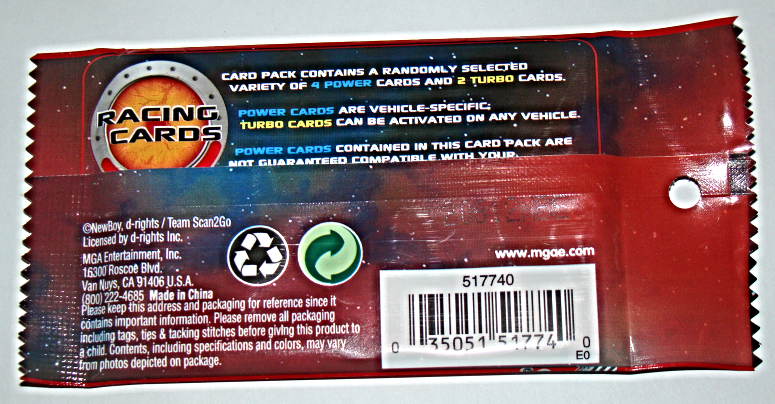 RACING
CARDS
CARD PACK CONTAINS A RANDOMLY SELECTED
VARIETY OF 4 POWER CARDS AND 2 TURBO CARDS.
POWER CARDS ARE VEHICLE-SPECIFIC;
TURBO CARDS CAN BE ACTIVATED ON ANY VEHICLE.
POWER CARDS CONTAINED IN THIS CARD PACK ARE
NOT GUARANTEED COMPATIBLE WITH YOUR
©NewBoy, d-rights / Team Scan2Go
Licensed by d-rights Inc.
MGA Entertainment, Inc.
16300 Roscoe Blvd.
Van Nuys, CA 91406 U.S.A.
(800) 222-4685 Made in China
Please keep this address and packaging for reference since it
contains important information. Please remove all packaging
including tags, ties & tacking stitches before giving this product to
a child. Contents, including specifications and colors, may vary
from photos depicted on package.
www.mgae.com
517740
0 35051 51774 0
E0